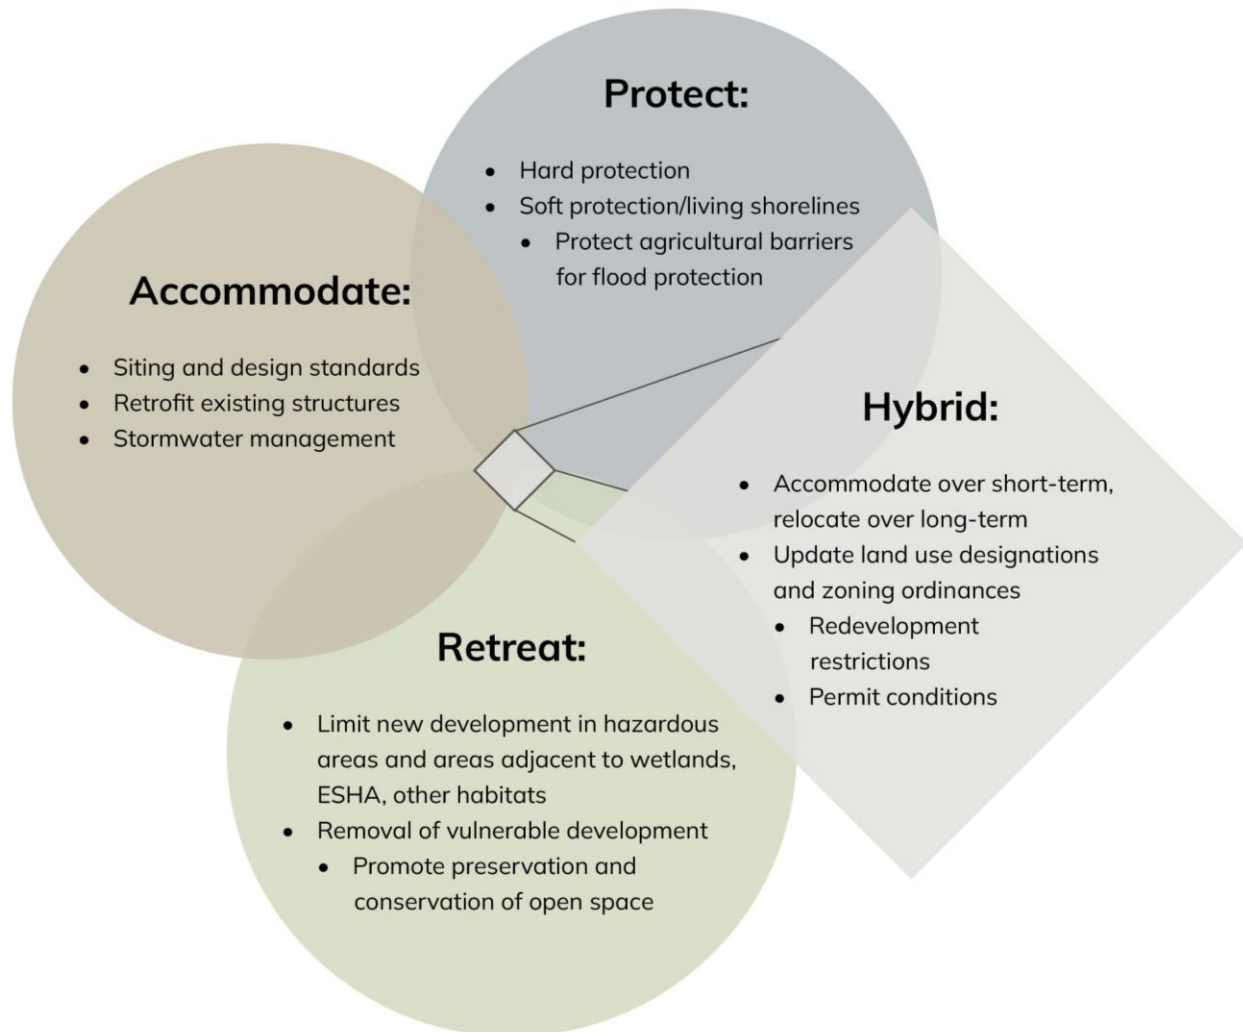 Protect:
• Hard protection
• Soft protection/living shorelines
• Protect agricultural barriers
for flood protection
Accommodate:
• Siting and design standards
• Retrofit existing structures
• Stormwater management
Hybrid:
• Accommodate over short-term,
relocate over long-term
• Update land use designations
and zoning ordinances
• Redevelopment
restrictions
• Permit conditions
Retreat:
• Limit new development in hazardous
areas and areas adjacent to wetlands,
ESHA, other habitats
• Removal of vulnerable development
• Promote preservation and
conservation of open space